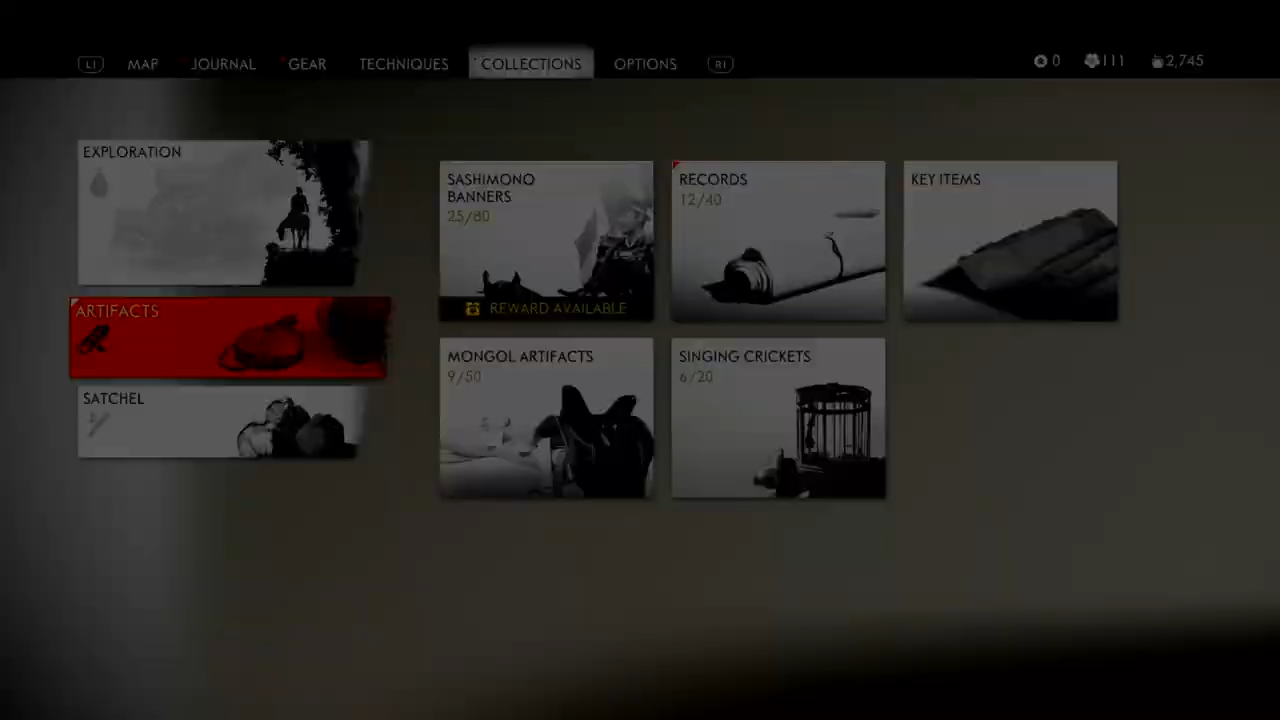 L1 MAP JOURNAL GEAR TECHNIQUES COLLECTIONS OPTIONS R1 0 111 2,745
EXPLORATION
ARTIFACTS
SATCHEL
SASHIMONO
BANNERS
25/80
REWARD AVAILABLE
RECORDS
12/40
KEY ITEMS
MONGOL ARTIFACTS
9/50
SINGING CRICKETS
6/20